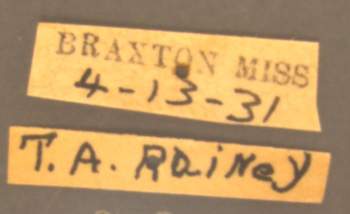 BRAXTON MISS
4-13-31
T.A. RaiNey